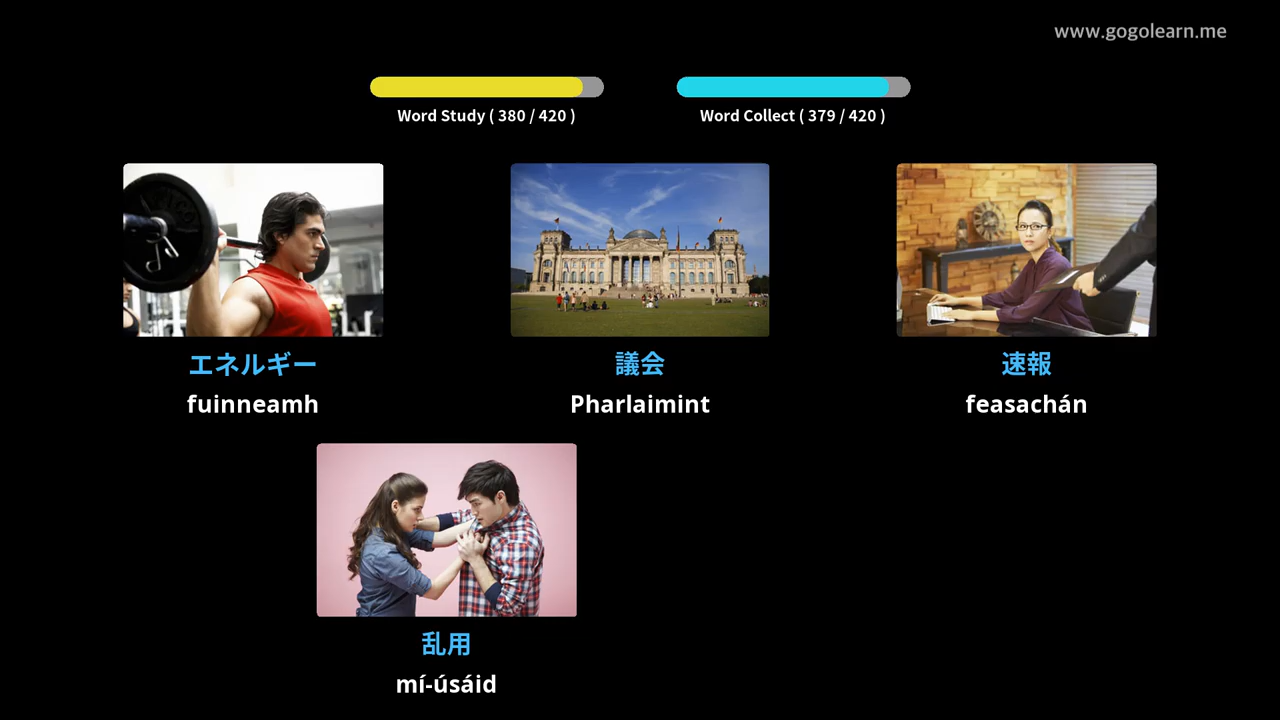 www.gogolearn.me
Word Study ( 380 / 420 )
Word Collect ( 379 / 420 )
エネルギー
fuinneamh
議会
Pharlaimint
速報
feasachán
乱用
mí-úsáid